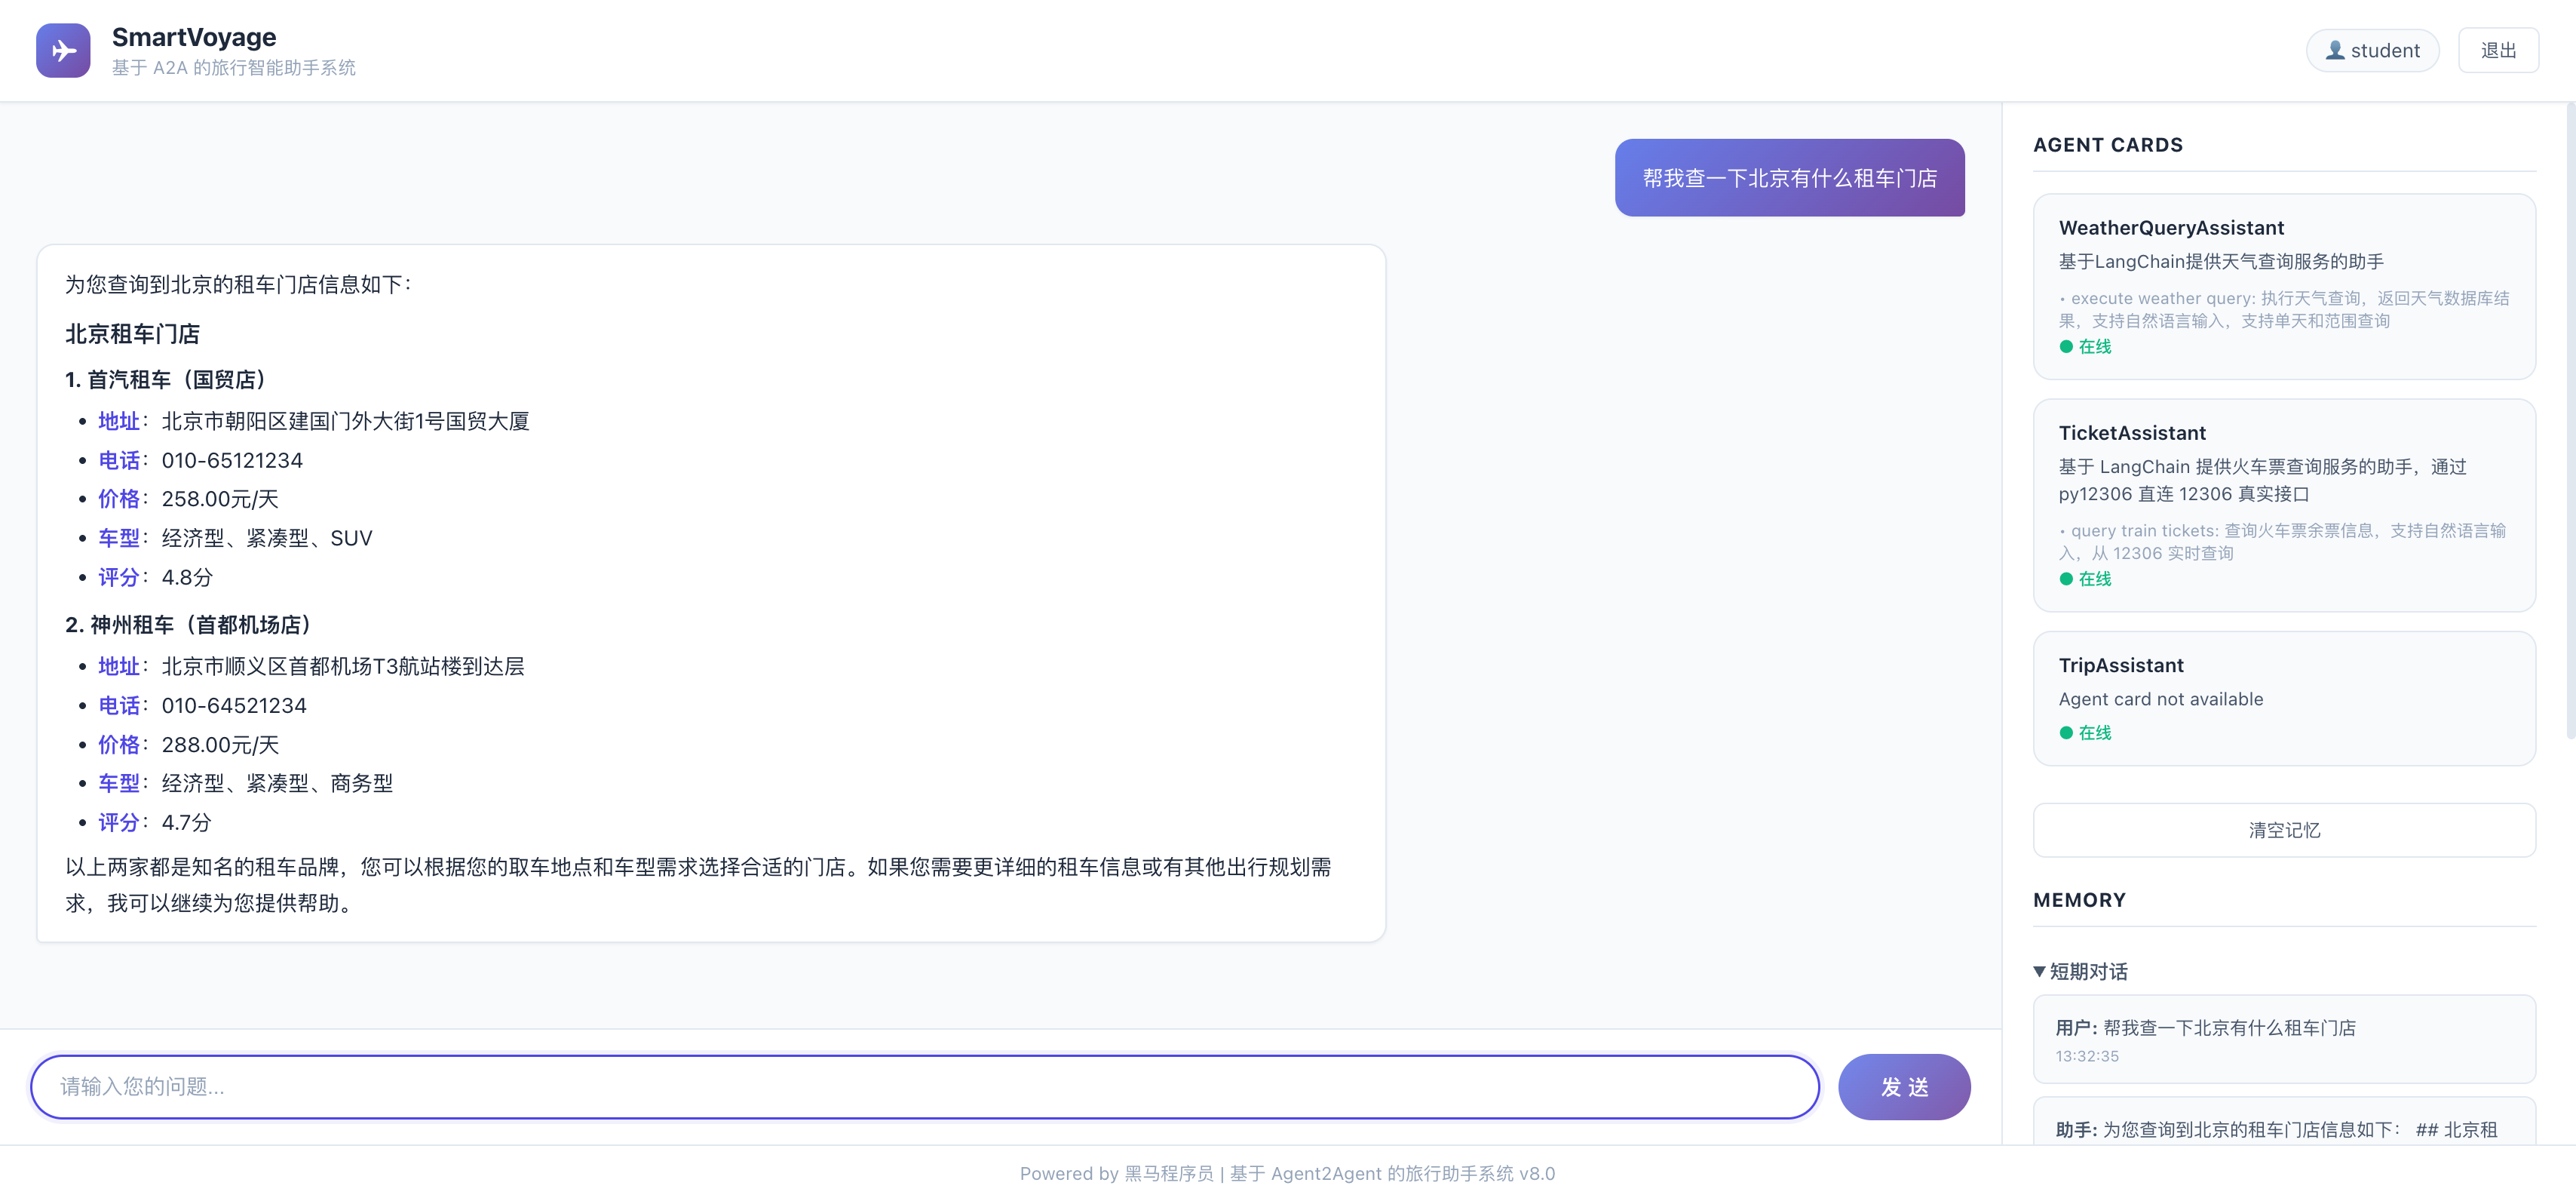 SmartVoyage
基于 A2A 的旅行智能助手系统
student
退出
帮我查一下北京有什么租车门店
为您查询到北京的租车门店信息如下：
北京租车门店
1. 首汽租车（国贸店）
• 地址： 北京市朝阳区建国门外大街1号国贸大厦
• 电话： 010-65121234
• 价格： 258.00元/天
• 车型： 经济型、紧凑型、SUV
• 评分： 4.8分
2. 神州租车（首都机场店）
• 地址： 北京市顺义区首都机场T3航站楼到达层
• 电话： 010-64521234
• 价格： 288.00元/天
• 车型： 经济型、紧凑型、商务型
• 评分： 4.7分
以上两家都是知名的租车品牌，您可以根据您的取车地点和车型需求选择合适的门店。如果您需要更详细的租车信息或有其他出行规划需
求，我可以继续为您提供帮助。
请输入您的问题...
发 送
AGENT CARDS
WeatherQueryAssistant
基于LangChain提供天气查询服务的助手
• execute weather query: 执行天气查询，返回天气数据库结
果，支持自然语言输入，支持单天和范围查询
在线
TicketAssistant
基于 LangChain 提供火车票查询服务的助手，通过
py12306 直连 12306 真实接口
• query train tickets: 查询火车票余票信息，支持自然语言输
入，从 12306 实时查询
在线
TripAssistant
Agent card not available
在线
清空记忆
MEMORY
▼短期对话
用户: 帮我查一下北京有什么租车门店
13:32:35
助手: 为您查询到北京的租车门店信息如下： ## 北京租
Powered by 黑马程序员 | 基于 Agent2Agent 的旅行助手系统 v8.0